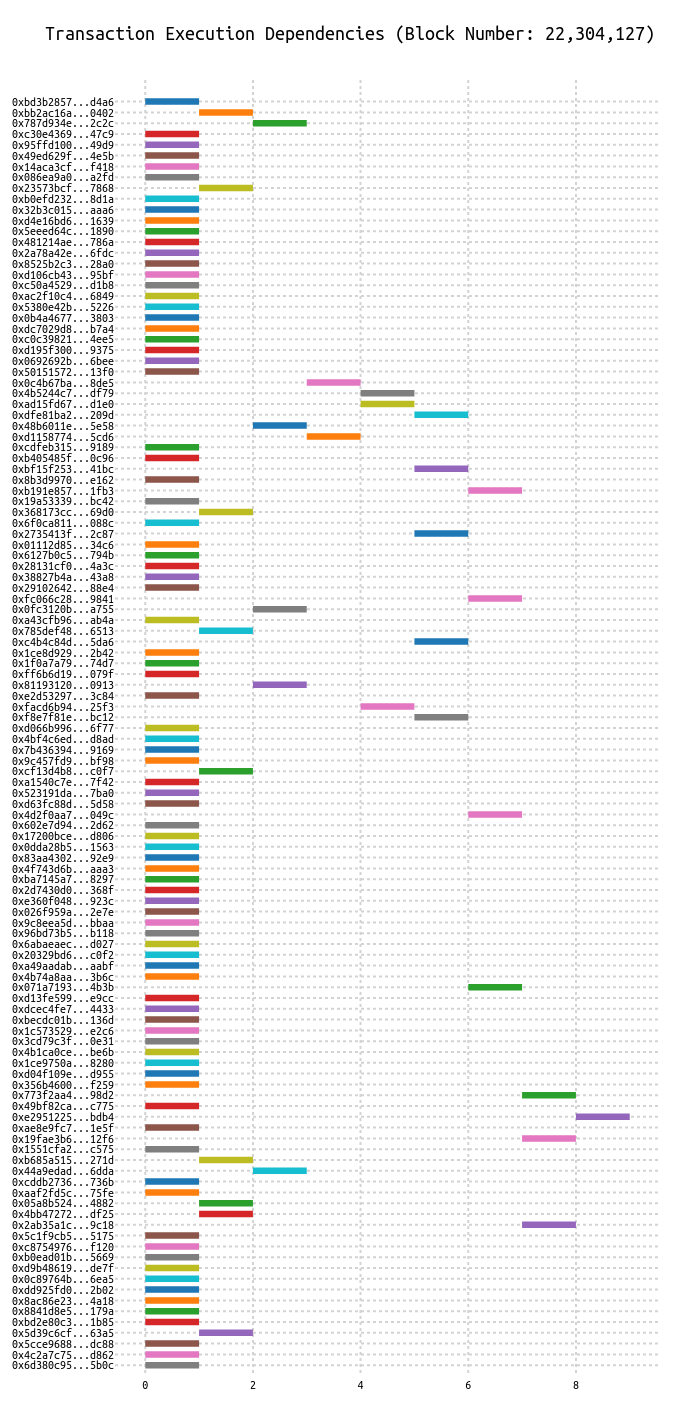 Transaction Execution Dependencies (Block Number: 22,304,127)
0xbd3b2857...d4a6
0xbb2ac16a...0402
0x787d934e...2c2c
0xc30e4369...47c9
0x95ffd100...49d9
0x49ed629f...4e5b
0x14aca3cf...f418
0x086ea9a0...a2fd
0x23573bcf...7868
0xb0efd232...8d1a
0x32b3c015...aaa6
0xd4e16bd6...1639
0x5eeed64c...1890
0x481214ae...786a
0x2a78a42e...6fdc
0x8525b2c3...28a0
0xd106cb43...95bf
0xc50a4529...d1b8
0xac2f10c4...6849
0x5380e42b...5226
0x0b4a4677...3803
0xdc7029d8...b7a4
0xc0c39821...4ee5
0xd195f300...9375
0x0692692b...6bee
0x50151572...13f0
0x0c4b67ba...8de5
0x4b5244c7...df79
0xad15fd67...d1e0
0xdfe81ba2...209d
0x48b6011e...5e58
0xd1158774...5cd6
0xcdfeb315...9189
0xb405485f...0c96
0xbf15f253...41bc
0x8b3d9970...e162
0xb191e857...1fb3
0x19a53339...bc42
0x368173cc...69d0
0x6f0ca811...088c
0x2735413f...2c87
0x01112d85...34c6
0x6127b0c5...794b
0x28131cf0...4a3c
0x38827b4a...43a8
0x29102642...88e4
0xfc066c28...9841
0x0fc3120b...a755
0xa43cfb96...ab4a
0x785def48...6513
0xc4b4c84d...5da6
0x1ce8d929...2b42
0x1f0a7a79...74d7
0xff6b6d19...079f
0x81193120...0913
0xe2d53297...3c84
0xfacd6b94...25f3
0xf8e7f81e...bc12
0xd066b996...6f77
0x4bf4c6ed...d8ad
0x7b436394...9169
0x9c457fd9...bf98
0xcf13d4b8...c0f7
0xa1540c7e...7f42
0x523191da...7ba0
0xd63fc88d...5d58
0x4d2f0aa7...049c
0x602e7d94...2d62
0x17200bce...d806
0x0dda28b5...1563
0x83aa4302...92e9
0x4f743d6b...aaa3
0xba7145a7...8297
0x2d7430d0...368f
0xe360f048...923c
0x026f959a...2e7e
0x9c8eea5d...bbaa
0x96bd73b5...b118
0x6abaeaec...d027
0x20329bd6...c0f2
0xa49aadab...aabf
0x4b74a8aa...3b6c
0x071a7193...4b3b
0xd13fe599...e9cc
0xdcec4fe7...4433
0xbecdc01b...136d
0x1c573529...e2c6
0x3cd79c3f...0e31
0x4b1ca0ce...be6b
0x1ce9750a...8280
0xd04f109e...d955
0x356b4600...f259
0x773f2aa4...98d2
0x49bf82ca...c775
0xe2951225...bdb4
0xae8e9fc7...1e5f
0x19fae3b6...12f6
0x1551cfa2...c575
0xb685a515...271d
0x44a9edad...6dda
0xcddb2736...736b
0xaaf2fd5c...75fe
0x05a8b524...4882
0x4bb47272...df25
0x2ab35a1c...9c18
0x5c1f9cb5...5175
0xc8754976...f120
0xb0ead01b...5669
0xd9b48619...de7f
0x0c89764b...6ea5
0xdd925fd0...2b02
0x8ac86e23...4a18
0x8841d8e5...179a
0xbd2e80c3...1b85
0x5d39c6cf...63a5
0x5cce9688...dc88
0x4c2a7c75...d862
0x6d380c95...5b0c
0 2 4 6 8